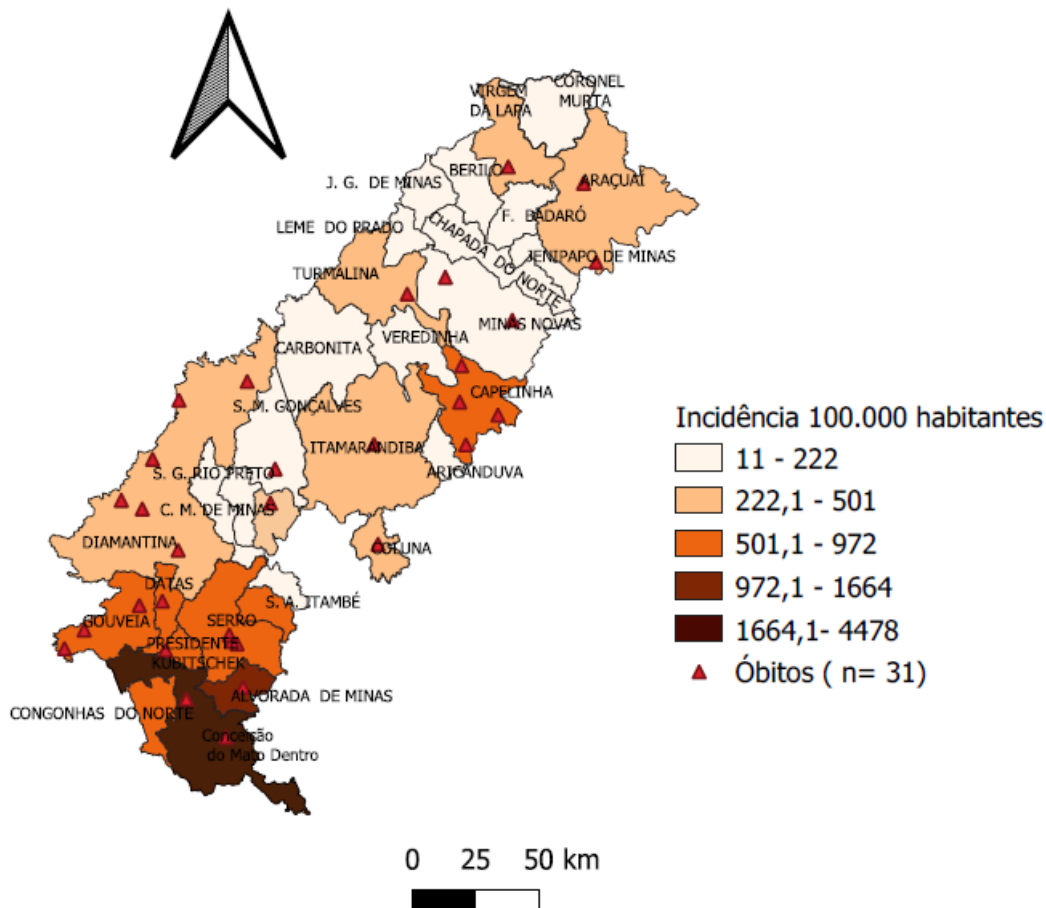 CORONEL
MURTA
VIRGEM
DA LAPA
BERILO
ARAÇUAÍ
J. G. DE MINAS
F. BADARÓ
LEME DO PRADO
CHAPADA DO NORTE
JENIPAPO DE MINAS
TURMALINA
MINAS NOVAS
VEREDINHA
CARBONITA
CAPELINHA
S. M. GONÇALVES
ITAMARANDIBA
ARICANDUVA
S. G. RIO PRETO
C. M. DE MINAS
DIAMANTINA
DATAS
S. A. ITAMBÉ
GOUVEIA
SERRO
PRESIDENTE
KUBITSCHEK
ALVORADA DE MINAS
CONGONHAS DO NORTE
Conceição
do Mato Dentro
Incidência 100.000 habitantes
11 - 222
222,1 - 501
501,1 - 972
972,1 - 1664
1664,1- 4478
Óbitos ( n= 31)
0 25 50 km